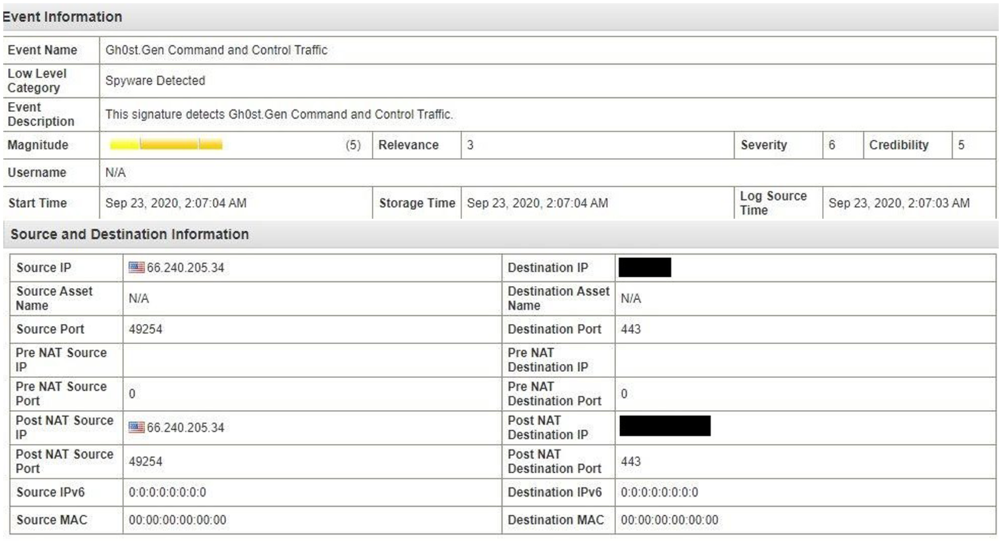 Event Information
Event Name Gh0st.Gen Command and Control Traffic
Low Level
Category Spyware Detected
Event
Description This signature detects Gh0st.Gen Command and Control Traffic.
Magnitude (5) Relevance 3 Severity 6 Credibility 5
Username N/A
Start Time Sep 23, 2020, 2:07:04 AM Storage Time Sep 23, 2020, 2:07:04 AM Log Source
Time Sep 23, 2020, 2:07:03 AM
Source and Destination Information
Source IP 66.240.205.34 Destination IP
Source Asset
Name N/A Destination Asset
Name N/A
Source Port 49254 Destination Port 443
Pre NAT Source
IP Pre NAT
Destination IP
Pre NAT Source
Port 0 Pre NAT
Destination Port 0
Post NAT Source
IP 66.240.205.34 Post NAT
Destination IP
Post NAT Source
Port 49254 Post NAT
Destination Port 443
Source IPv6 0:0:0:0:0:0:0:0 Destination IPv6 0:0:0:0:0:0:0:0
Source MAC 00:00:00:00:00:00 Destination MAC 00:00:00:00:00:00